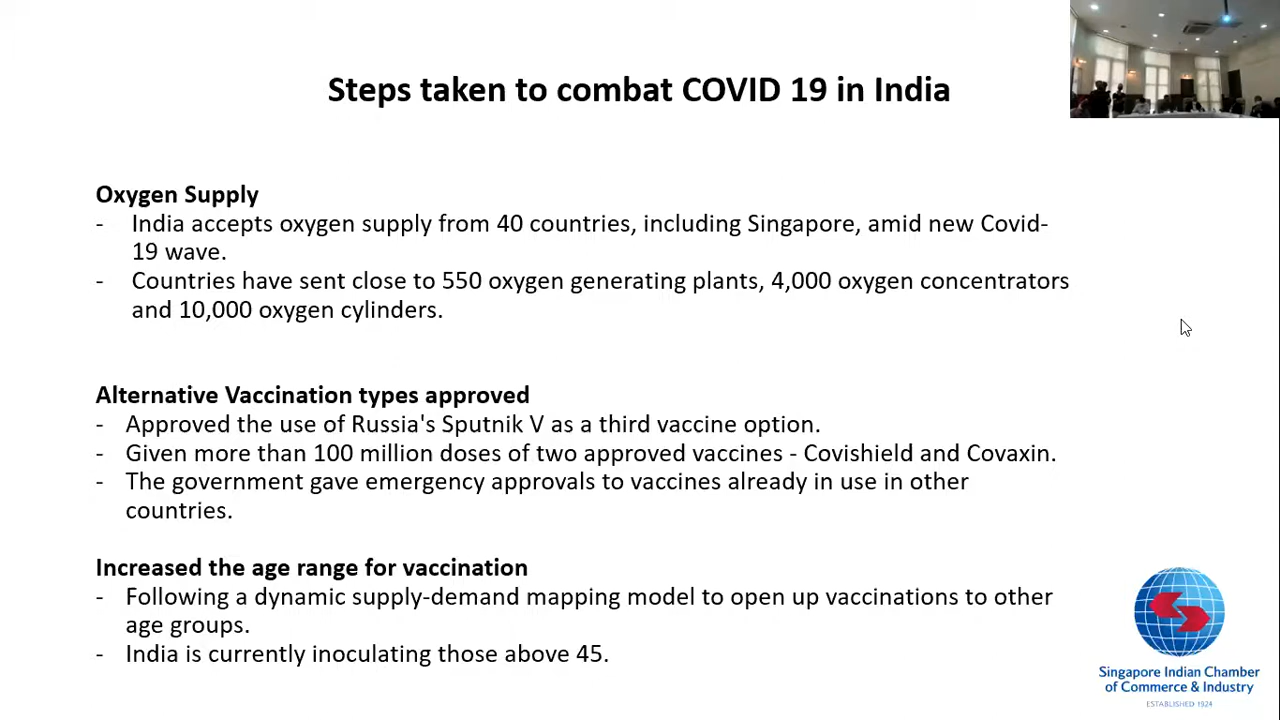 Steps taken to combat COVID 19 in India
Oxygen Supply
- India accepts oxygen supply from 40 countries, including Singapore, amid new Covid-
19 wave.
- Countries have sent close to 550 oxygen generating plants, 4,000 oxygen concentrators
and 10,000 oxygen cylinders.
Alternative Vaccination types approved
- Approved the use of Russia's Sputnik V as a third vaccine option.
- Given more than 100 million doses of two approved vaccines - Covishield and Covaxin.
- The government gave emergency approvals to vaccines already in use in other
countries.
Increased the age range for vaccination
- Following a dynamic supply-demand mapping model to open up vaccinations to other
age groups.
- India is currently inoculating those above 45.
Singapore Indian Chamber
of Commerce & Industry
ESTABLISHED 1924